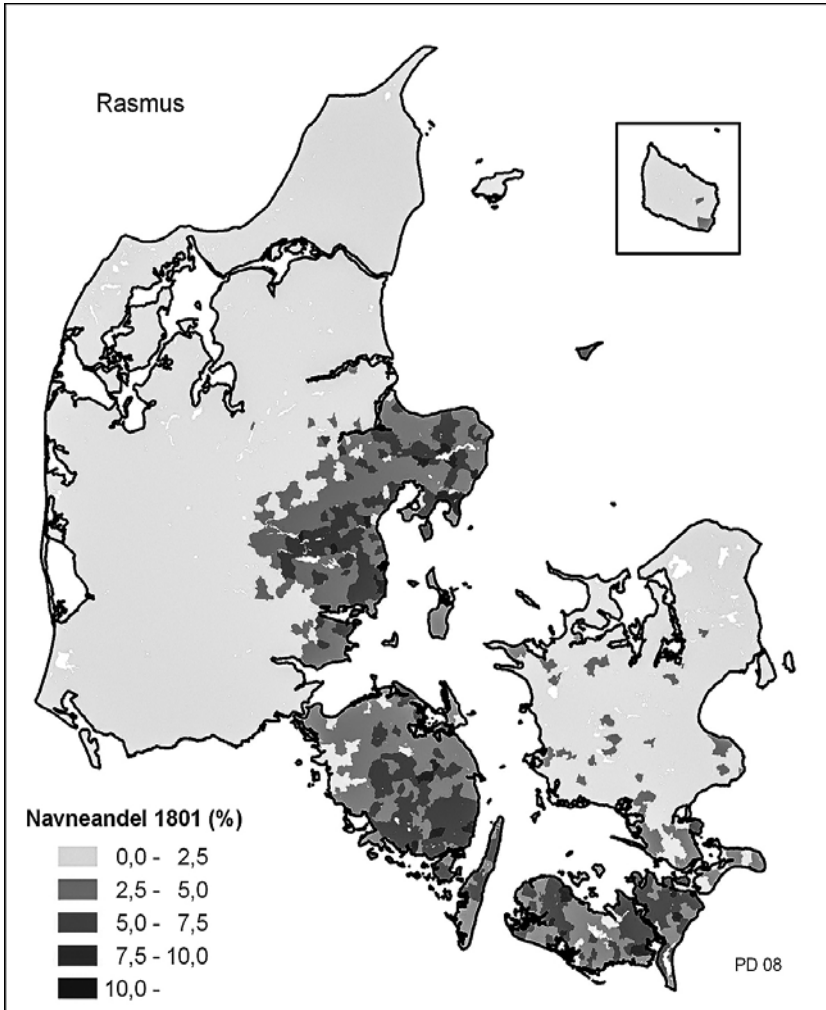 Rasmus
Navneandel 1801 (%)
0,0 - 2,5
2,5 - 5,0
5,0 - 7,5
7,5 - 10,0
10,0 -
PD 08